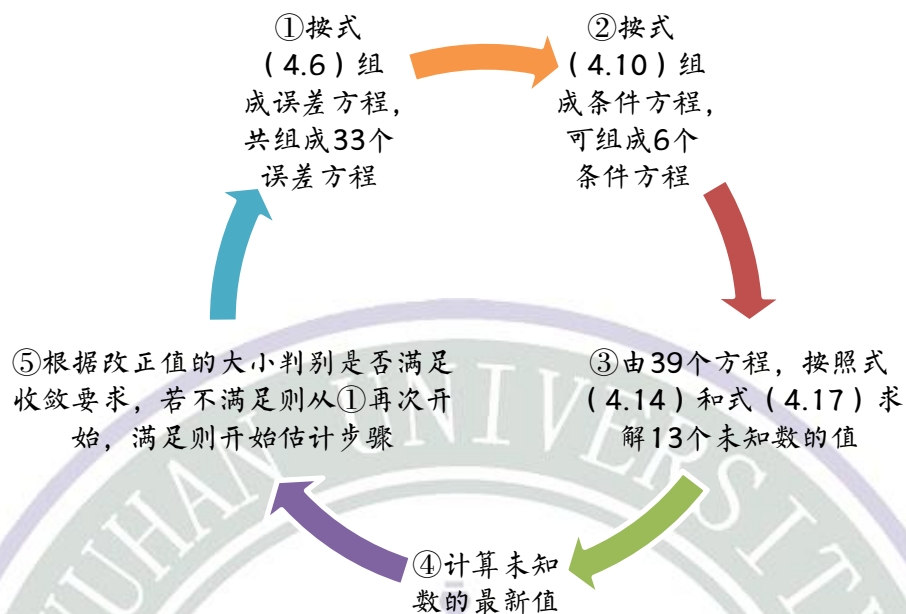 ①按式
（4.6）组
成误差方程，
共组成33个
误差方程
②按式
（4.10）组
成条件方程，
可组成6个
条件方程
③由39个方程，按照式
（4.14）和式（4.17）求
解13个未知数的值
④计算未知
数的最新值
⑤根据改正值的大小判别是否满足
收敛要求，若不满足则从①再次开
始，满足则开始估计步骤
WUHAN UNIVERSITY